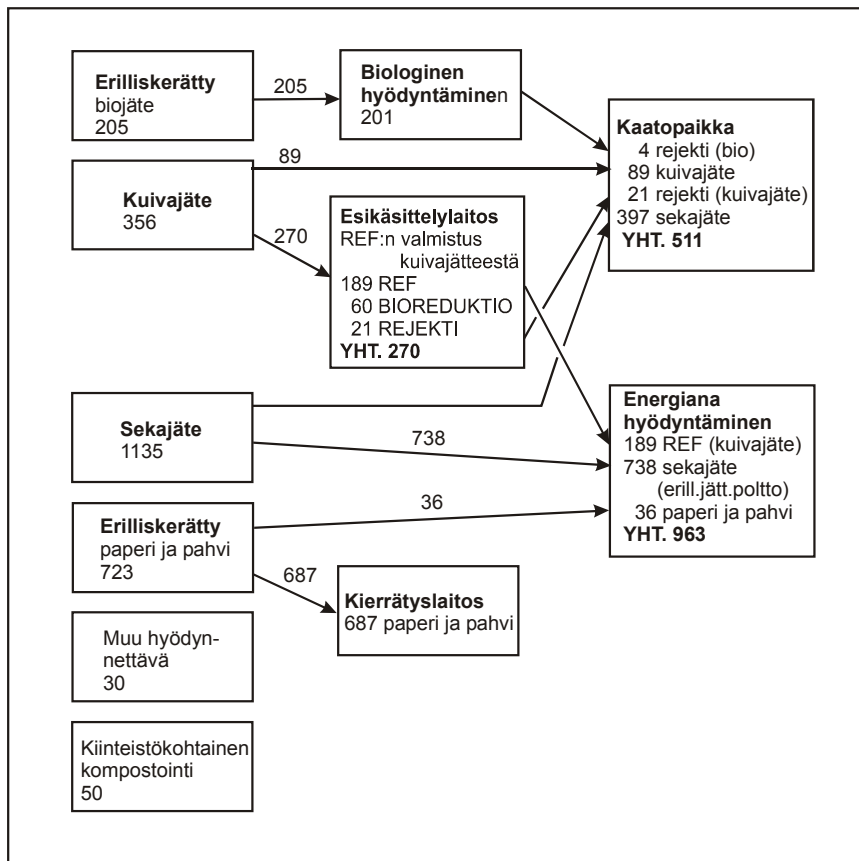 Erilliskerätty
biojäte
205
205
Biologinen
hyödyntäminen
201
Kaatopaikka
4 rejekti (bio)
89 kuivajäte
21 rejekti (kuivajäte)
397 sekajäte
YHT. 511
Kuivajäte
356
89
270
Esikäsittelylaitos
REF:n valmistus
kuivajätteestä
189 REF
60 BIOREDUKTIO
21 REJEKTI
YHT. 270
Sekajäte
1135
738
Energiana
hyödyntäminen
189 REF (kuivajäte)
738 sekajäte
(erill.jätt.poltto)
36 paperi ja pahvi
YHT. 963
Erilliskerätty
paperi ja pahvi
723
36
687
Kierrätyslaitos
687 paperi ja pahvi
Muu hyödyn-
nettävä
30
Kiinteistökohtainen
kompostointi
50